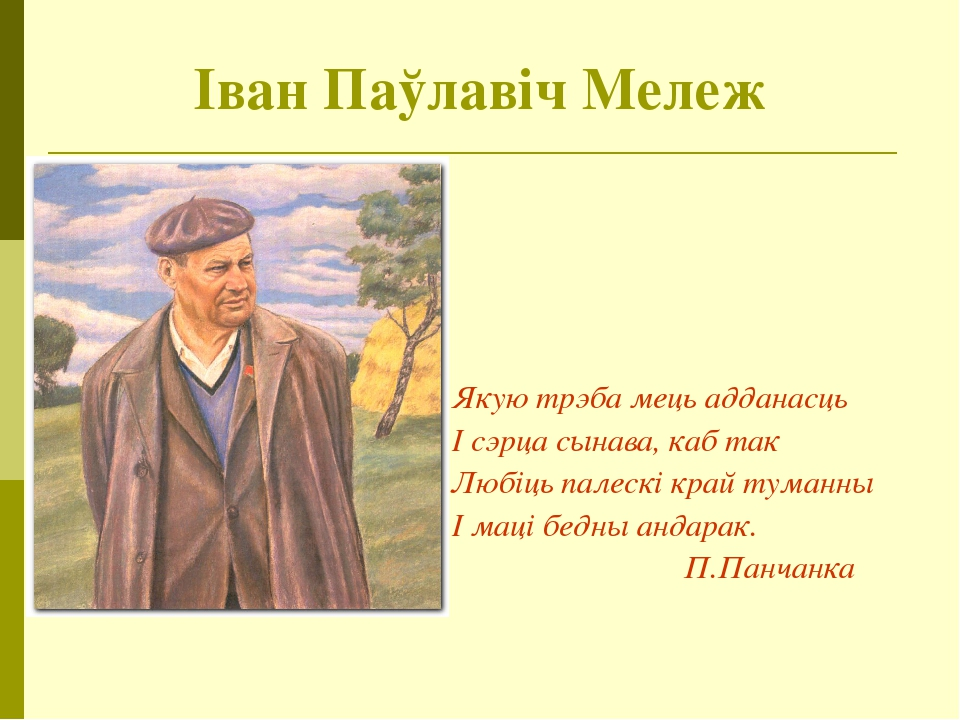 Іван Паўлавіч Мележ
Якую трэба мець адданасць
І сэрца сынава, каб так
Любіць палескі край туманны
І маці бедны андарак.
П.Панчанка